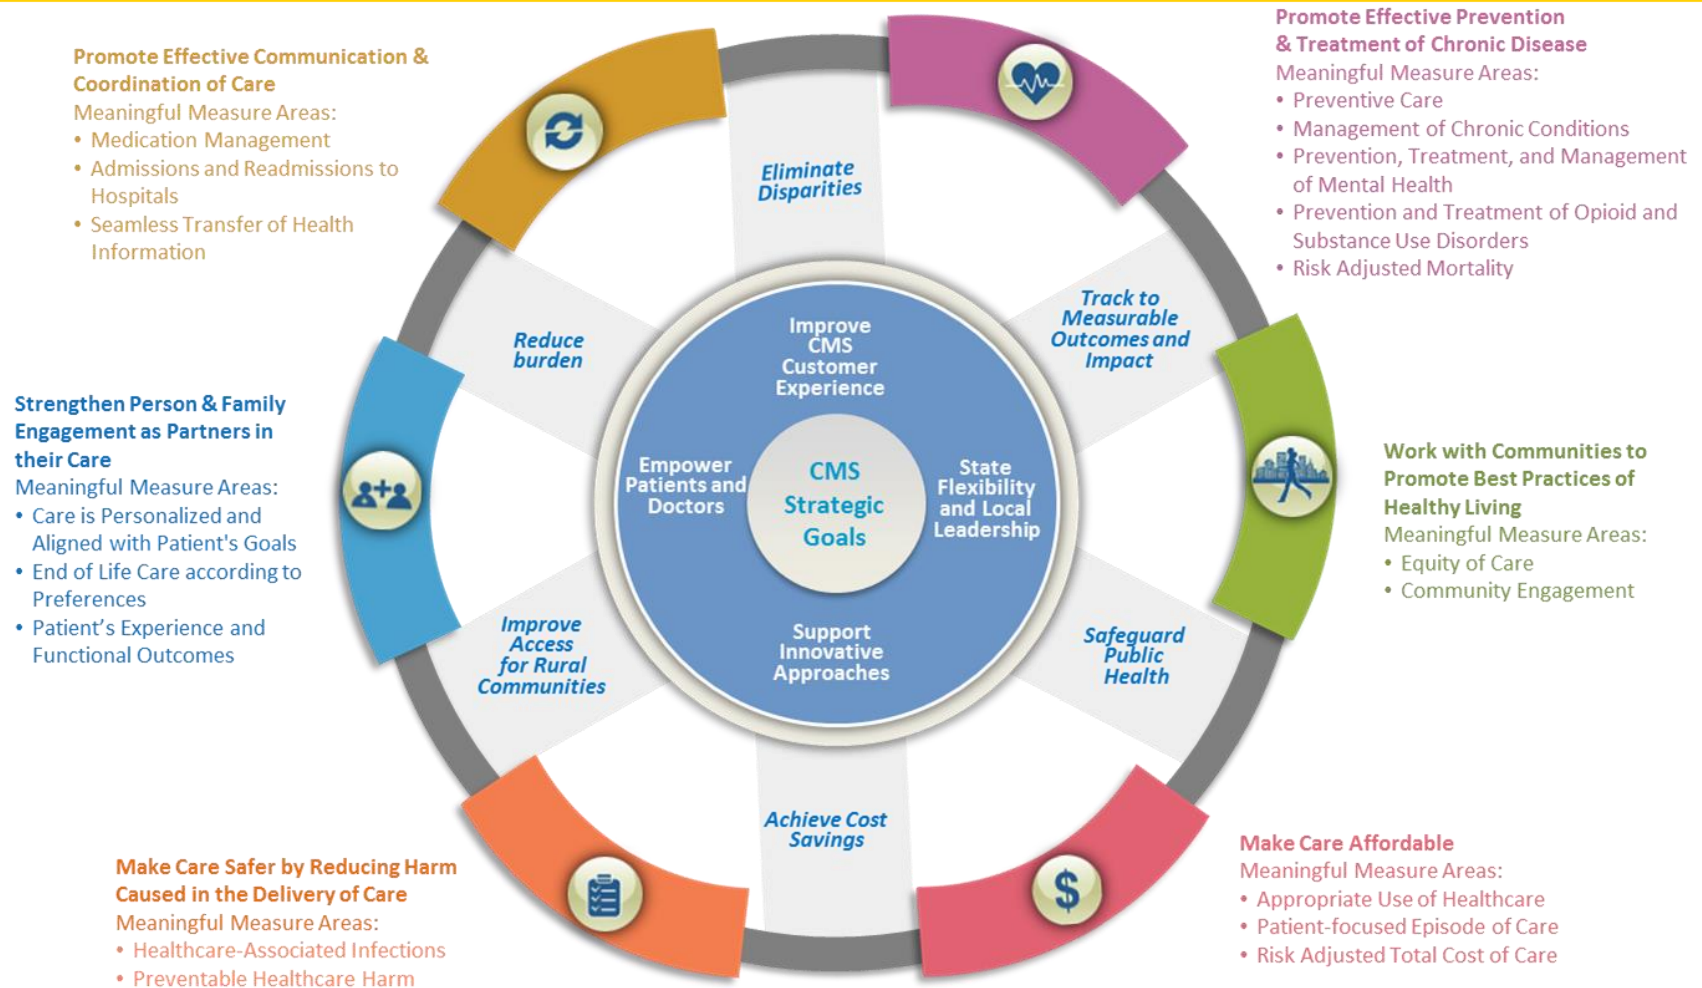 Promote Effective Communication &
Coordination of Care
Meaningful Measure Areas:
• Medication Management
• Admissions and Readmissions to
Hospitals
• Seamless Transfer of Health
Information
Promote Effective Prevention
& Treatment of Chronic Disease
Meaningful Measure Areas:
• Preventive Care
• Management of Chronic Conditions
• Prevention, Treatment, and Management
of Mental Health
• Prevention and Treatment of Opioid and
Substance Use Disorders
• Risk Adjusted Mortality
Eliminate
Disparities
Reduce
burden
Track to
Measurable
Outcomes and
Impact
Improve
CMS
Customer
Experience
Empower
Patients and
Doctors
CMS
Strategic
Goals
State
Flexibility
and Local
Leadership
Support
Innovative
Approaches
Strengthen Person & Family
Engagement as Partners in
their Care
Meaningful Measure Areas:
• Care is Personalized and
Aligned with Patient's Goals
• End of Life Care according to
Preferences
• Patient’s Experience and
Functional Outcomes
Work with Communities to
Promote Best Practices of
Healthy Living
Meaningful Measure Areas:
• Equity of Care
• Community Engagement
Improve
Access
for Rural
Communities
Safeguard
Public
Health
Achieve Cost
Savings
Make Care Safer by Reducing Harm
Caused in the Delivery of Care
Meaningful Measure Areas:
• Healthcare-Associated Infections
• Preventable Healthcare Harm
$
Make Care Affordable
Meaningful Measure Areas:
• Appropriate Use of Healthcare
• Patient-focused Episode of Care
• Risk Adjusted Total Cost of Care